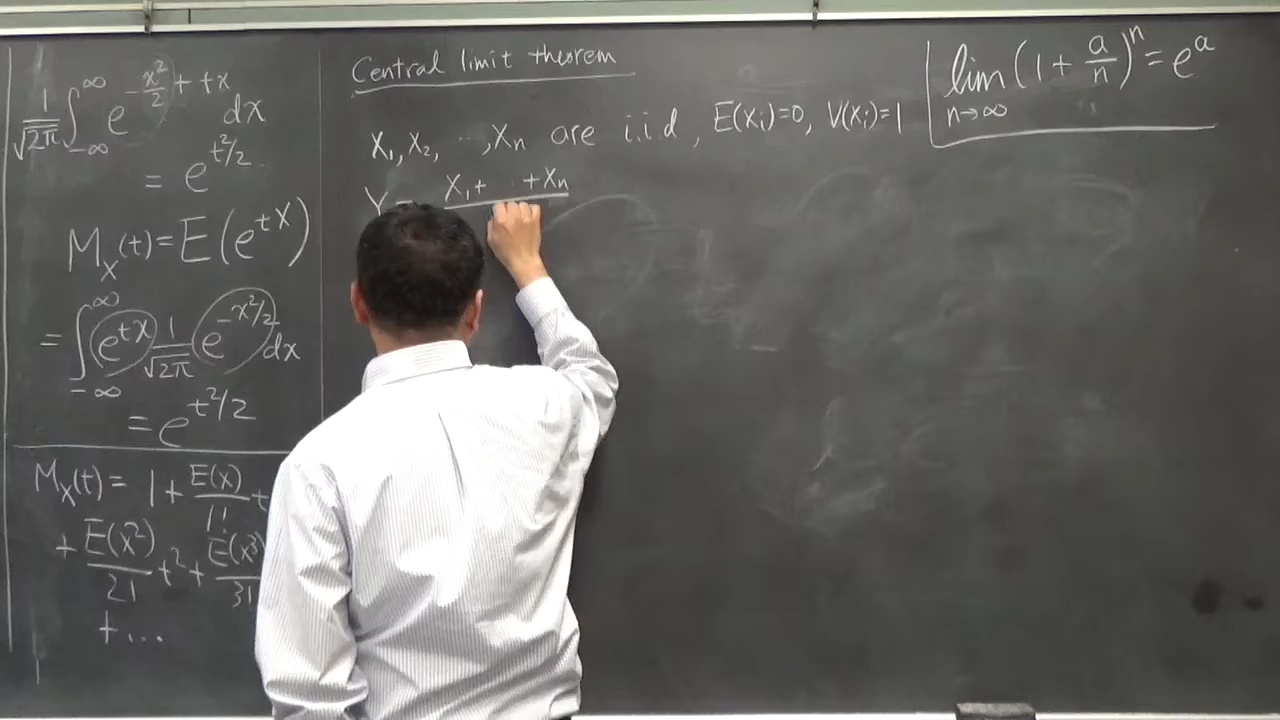 1/√2π ∫_{-∞}^{∞} e^{-x²/2 + tx} dx
= e^{t²/2}
M_X(t) = E(e^{tX})
= ∫_{-∞}^{∞} e^{tx} 1/√2π e^{-x²/2} dx
= e^{t²/2}
M_X(t) = 1 + E(X)/1! t
+ E(X²)/2! t² + E(X³)/3!
+ ...
Central limit theorem
X₁, X₂, ..., Xₙ are i.i.d, E(Xᵢ)=0, V(Xᵢ)=1
Y = X₁ + ... + Xₙ
lim_{n→∞} (1 + a/n)ⁿ = e^a